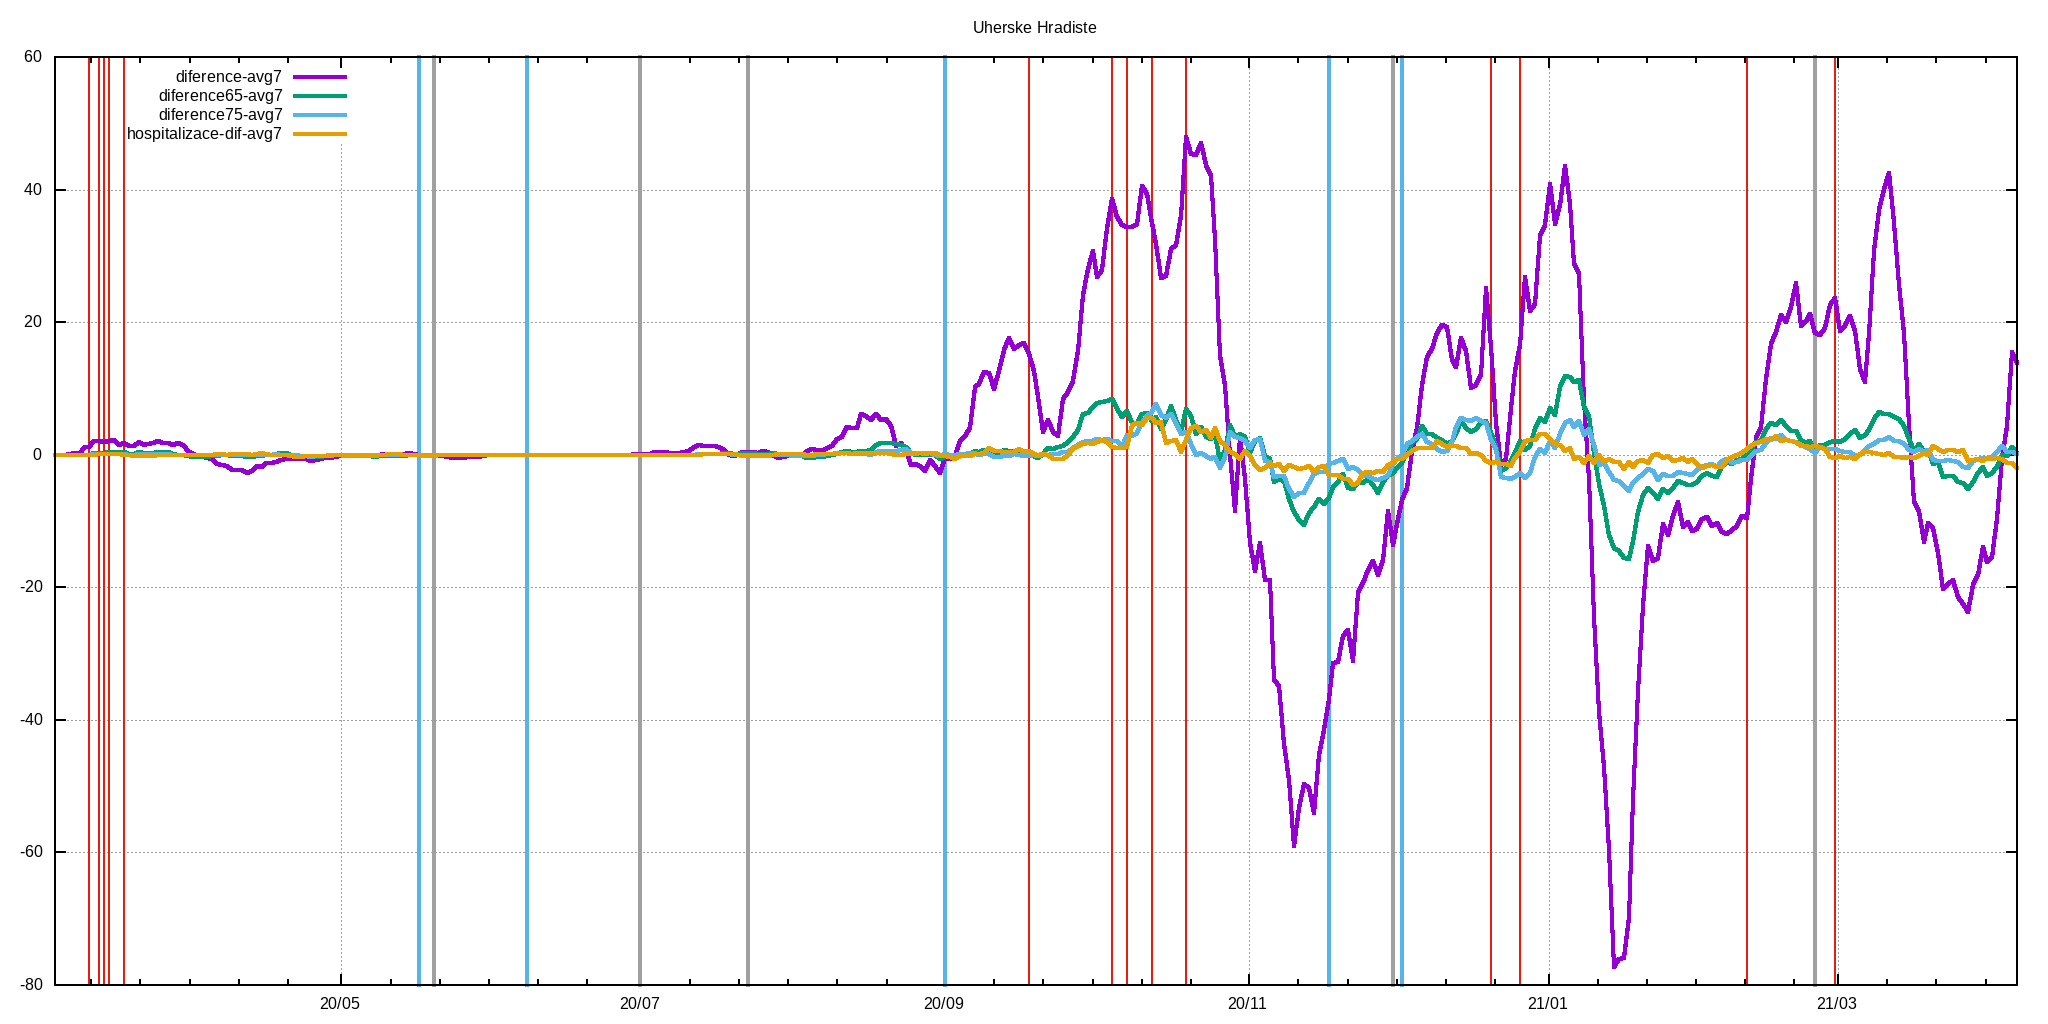 Uherske Hradiste
60
40
20
0
-20
-40
-60
-80
diference-avg7
diference65-avg7
diference75-avg7
hospitalizace-dif-avg7
20/05
20/07
20/09
20/11
21/01
21/03